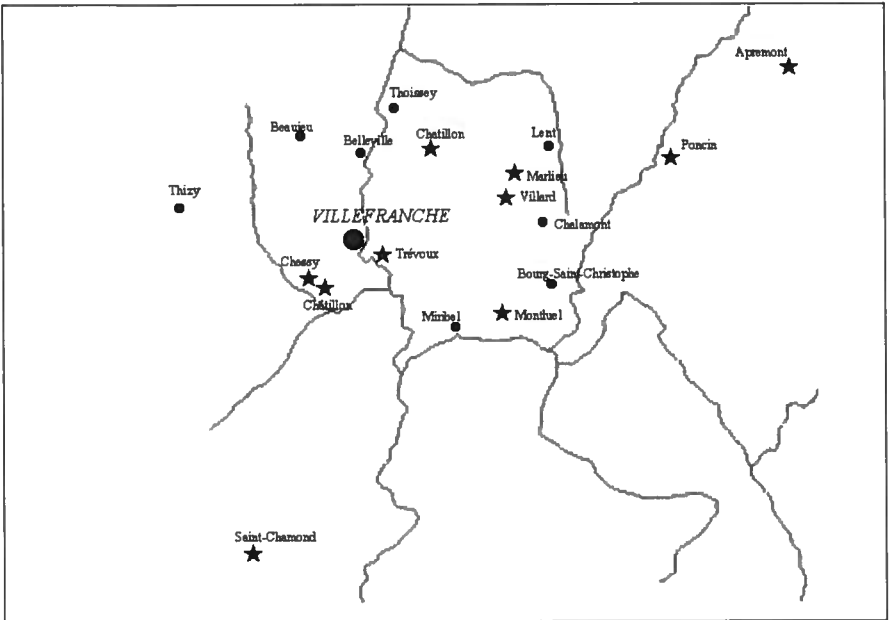 Apremont
Thoissey
Beaujeu
Chatillon
Lent
Belleville
Poncin
Marlieu
Thizy
Villard
VILLEFRANCHE
Chalamont
Trévoux
Chessy
Bourg-Saint-Christophe
Châtillon
Miribel
Montluel
Saint-Chamond